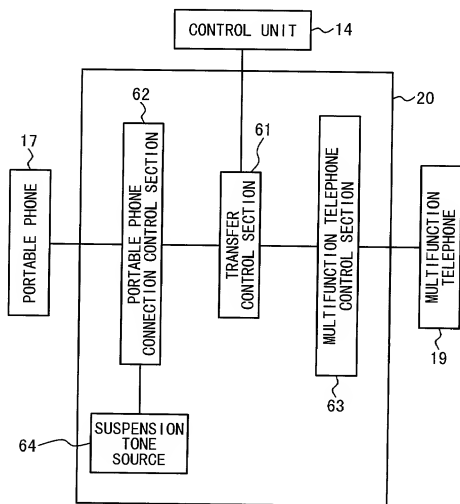 CONTROL UNIT
14
20
62
61
17
PORTABLE PHONE
PORTABLE PHONE
CONNECTION CONTROL SECTION
TRANSFER
CONTROL SECTION
MULTIFUNCTION TELEPHONE
CONTROL SECTION
MULTIFUNCTION
TELEPHONE
19
63
64
SUSPENSION
TONE
SOURCE